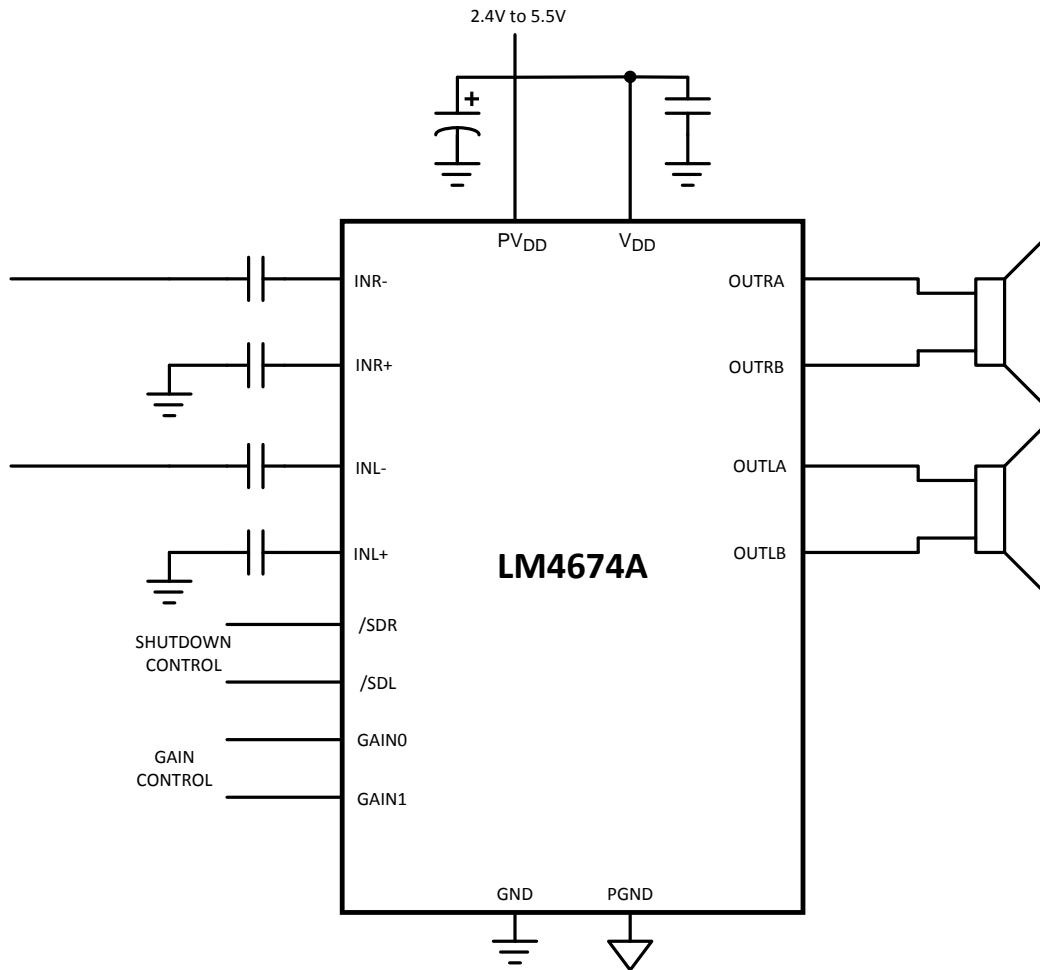 2.4V to 5.5V
+
PVDD
VDD
INR-
OUTRA
INR+
OUTRB
INL-
OUTLA
INL+
OUTLB
LM4674A
/SDR
SHUTDOWN
CONTROL
/SDL
GAIN0
GAIN
CONTROL
GAIN1
GND
PGND